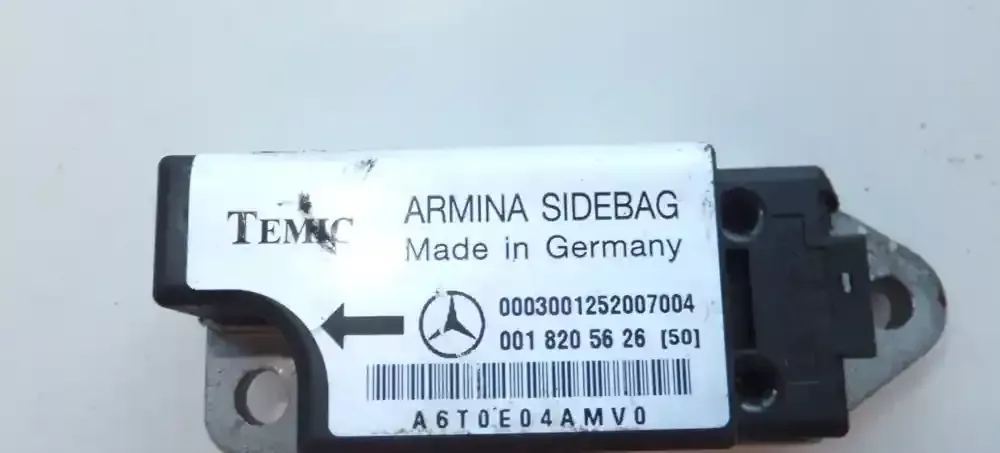 TEMIC
ARMINA SIDEBAG
Made in Germany
0003001252007004
001 820 56 26 [50]
A6T0E04AMV0